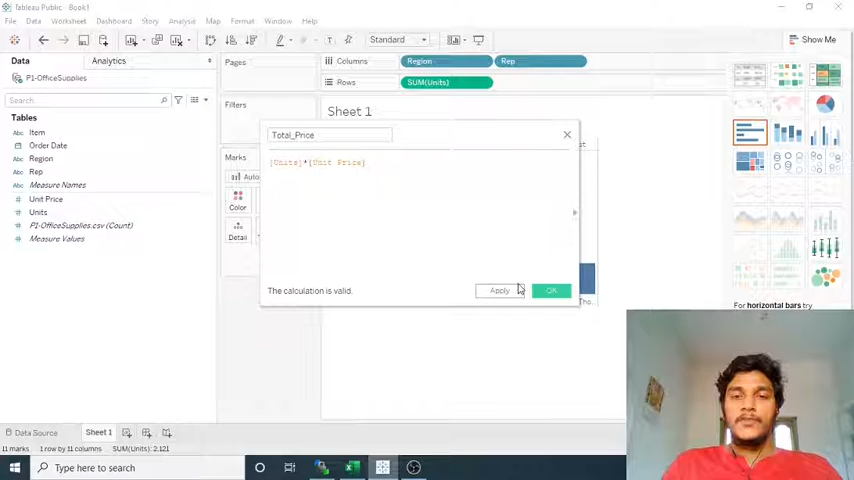 Tableau Public - Book1
File Data Worksheet Dashboard Story Analysis Map Format Window Help
Standard Show Me
Data Analytics Pages Columns Region Rep
P1-OfficeSupplies Rows SUM(Units)
Search... Filters Sheet 1
Tables
Item Total_Price
Order Date
Region Marks [Units]*[Unit Price]
Rep Auto
Measure Names
Unit Price
Units Color
P1-OfficeSupplies.csv (Count)
Measure Values Detail
The calculation is valid. Apply OK
Tho...
For horizontal bars try
Data Source Sheet 1
11 marks 1 row by 11 columns SUM(Units): 2,121
Type here to search